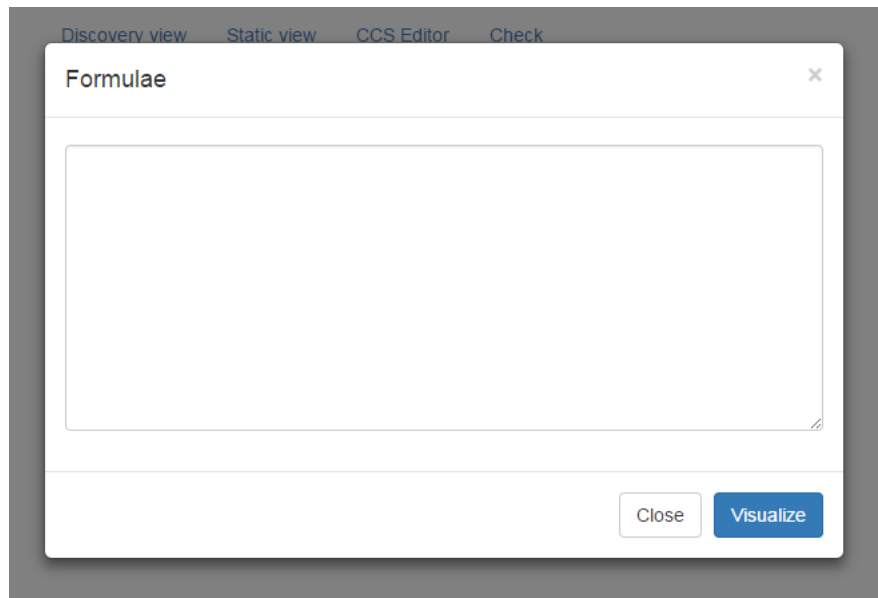 Discovery view Static view CCS Editor Check
Formulae ×
Close Visualize